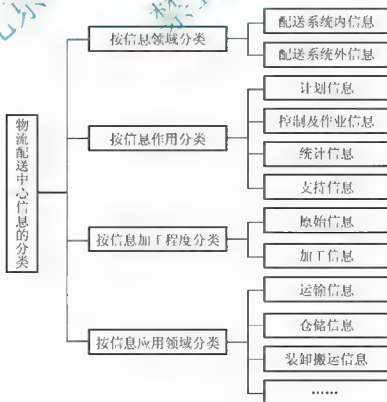 物流配送中心信息的分类
按信息领域分类
配送系统内信息
配送系统外信息
按信息作用分类
计划信息
控制及作业信息
统计信息
支持信息
按信息加工程度分类
原始信息
加工信息
按信息应用领域分类
运输信息
仓储信息
装卸搬运信息
……